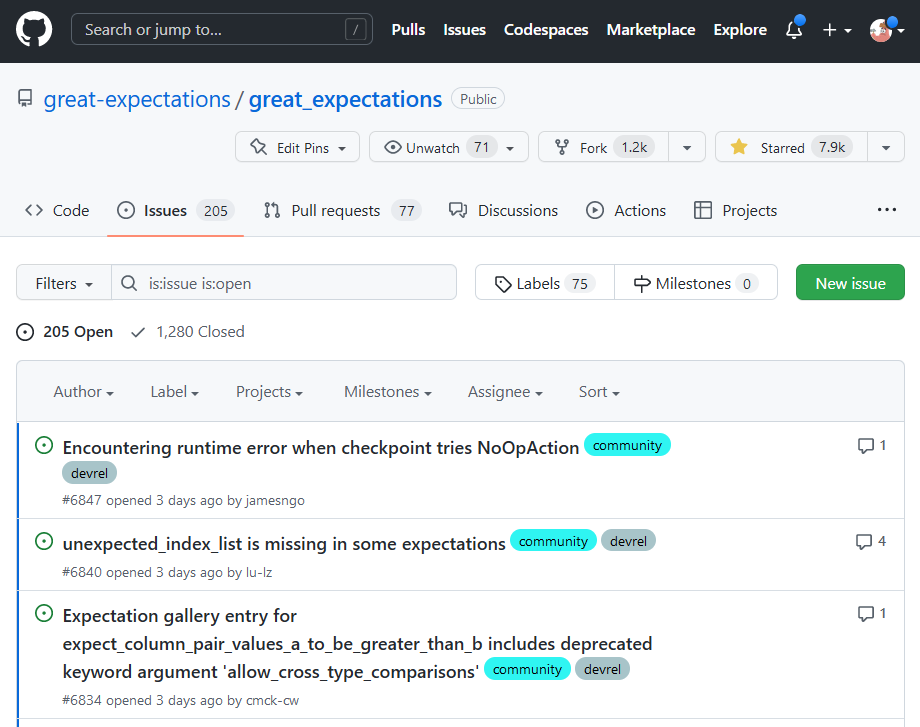 Search or jump to... /
Pulls Issues Codespaces Marketplace Explore
great-expectations / great_expectations Public
Edit Pins Unwatch 71 Fork 1.2k Starred 7.9k
Code Issues 205 Pull requests 77 Discussions Actions Projects ...
Filters is:issue is:open Labels 75 Milestones 0 New issue
205 Open 1,280 Closed
Author Label Projects Milestones Assignee Sort
Encountering runtime error when checkpoint tries NoOpAction community 1
devrel
#6847 opened 3 days ago by jamesngo
unexpected_index_list is missing in some expectations community devrel 4
#6840 opened 3 days ago by lu-lz
Expectation gallery entry for 1
expect_column_pair_values_a_to_be_greater_than_b includes deprecated
keyword argument 'allow_cross_type_comparisons' community devrel
#6834 opened 3 days ago by cmck-cw